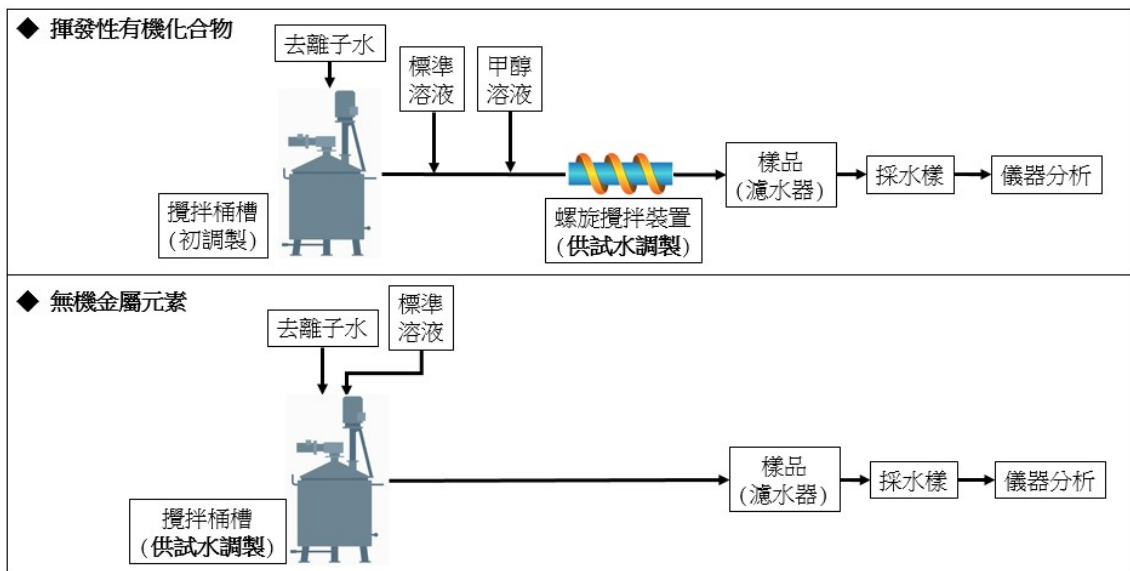 ◆ 揮發性有機化合物
去離子水
標準
溶液
甲醇
溶液
攪拌桶槽
(初調製)
螺旋攪拌裝置
(供試水調製)
樣品
(濾水器)
採水樣
儀器分析
◆ 無機金屬元素
去離子水
標準
溶液
攪拌桶槽
(供試水調製)
樣品
(濾水器)
採水樣
儀器分析